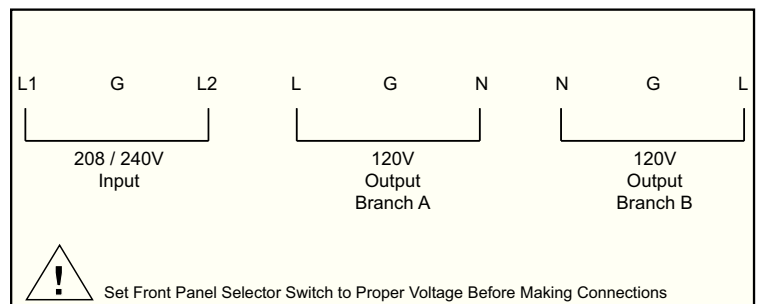 L1 G L2 L G N N G L
208 / 240V 120V 120V
Input Output Output
Branch A Branch B
! Set Front Panel Selector Switch to Proper Voltage Before Making Connections